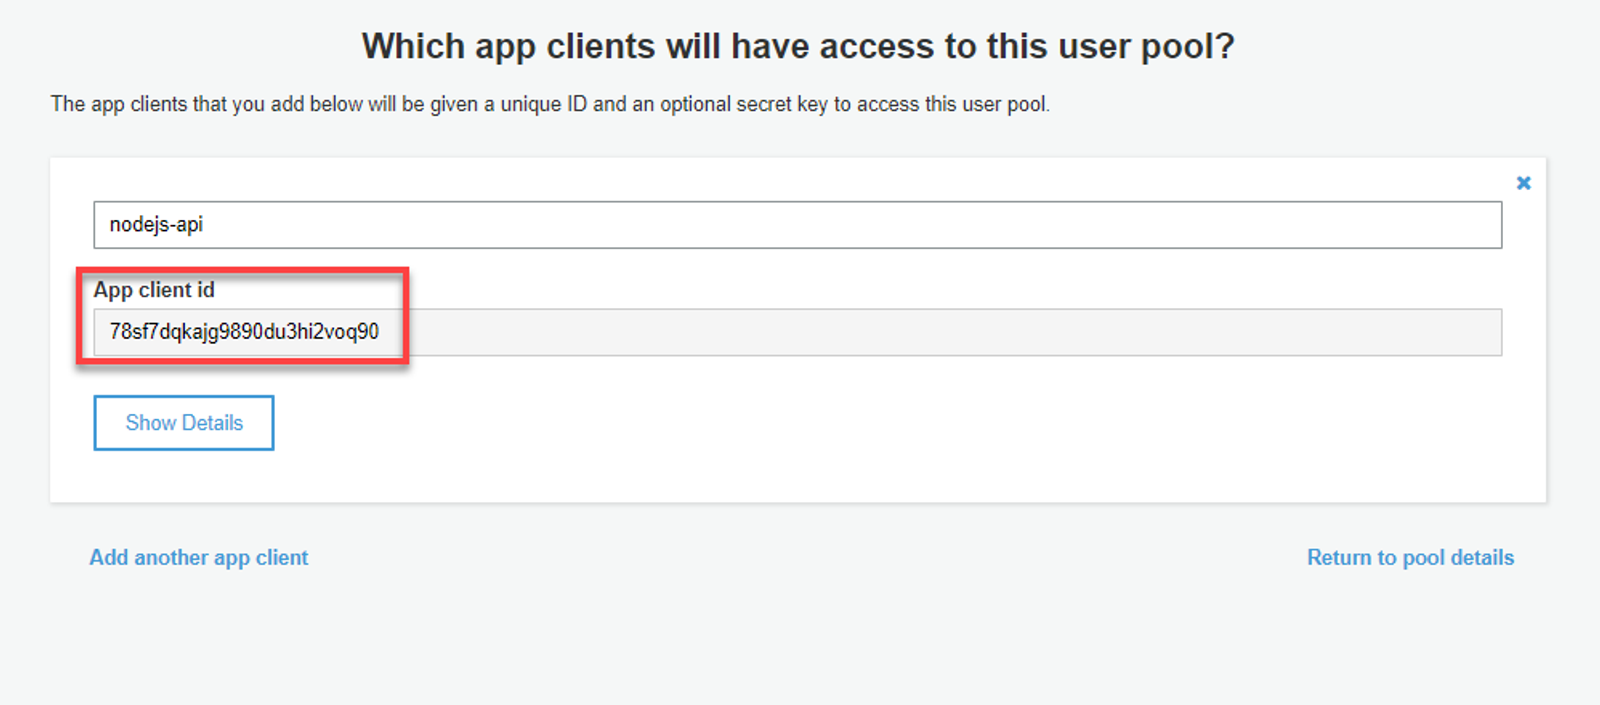 Which app clients will have access to this user pool?
The app clients that you add below will be given a unique ID and an optional secret key to access this user pool.
nodejs-api
App client id
78sf7dqkajg9890du3hi2voq90
Show Details
Add another app client
Return to pool details